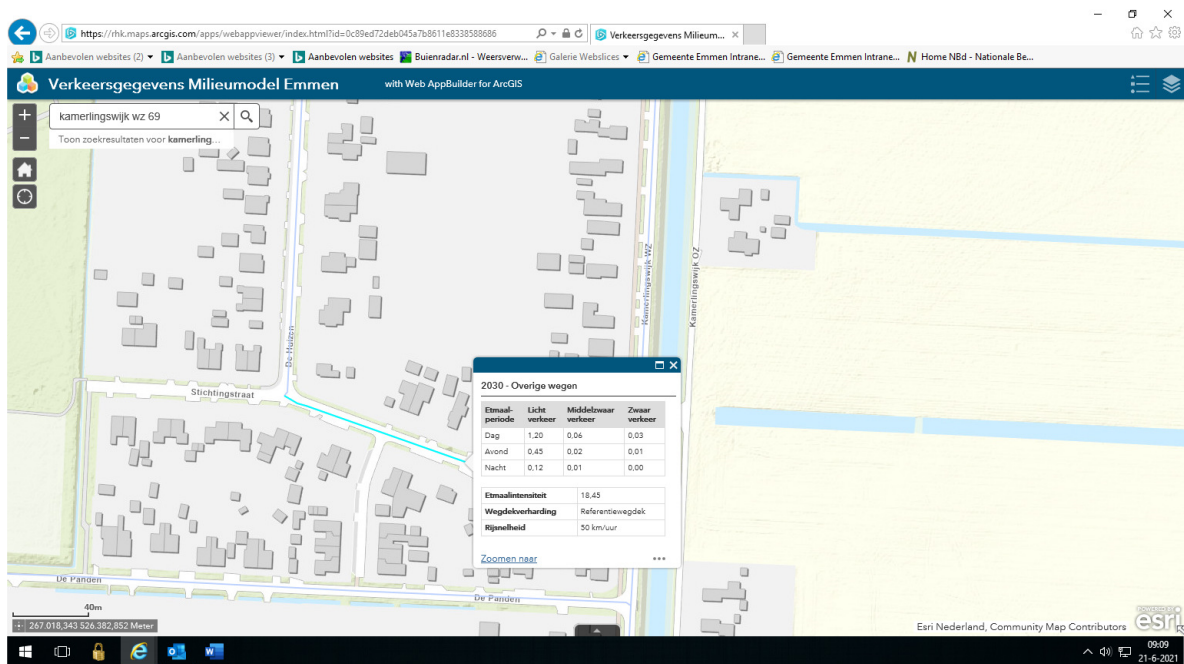 https://rhk.maps.arcgis.com/apps/webappviewer/index.html?id=0c89ed72deb045a7b8611e8338588686
Verkeersgegevens Milieum...
Aanbevolen websites (2)
Aanbevolen websites (3)
Aanbevolen websites
Buienradar.nl - Weersverw...
Galerie Webslices
Gemeente Emmen Intrane...
Gemeente Emmen Intrane...
Home NBd - Nationale Be...
Verkeersgegevens Milieumodel Emmen
with Web AppBuilder for ArcGIS
+
kamerlingswijk wz 69
−
Toon zoekresultaten voor kamerling...
Kamerlingswijk WZ
Kamerlingswijk OZ
De Huizen
Stichtingstraat
2030 - Overige wegen
Etmaal-periode Licht verkeer Middelzwaar verkeer Zwaar verkeer
Dag 1,20 0,06 0,03
Avond 0,45 0,02 0,01
Nacht 0,12 0,01 0,00
Etmaalintensiteit 18,45
Wegdekverharding Referentiewegdek
Rijsnelheid 50 km/uur
Zoomen naar
De Panden
De Panden
40m
267.018,343 526.382,852 Meter
Esri Nederland, Community Map Contributors
POWERED BY
esri
09:09
21-6-2021